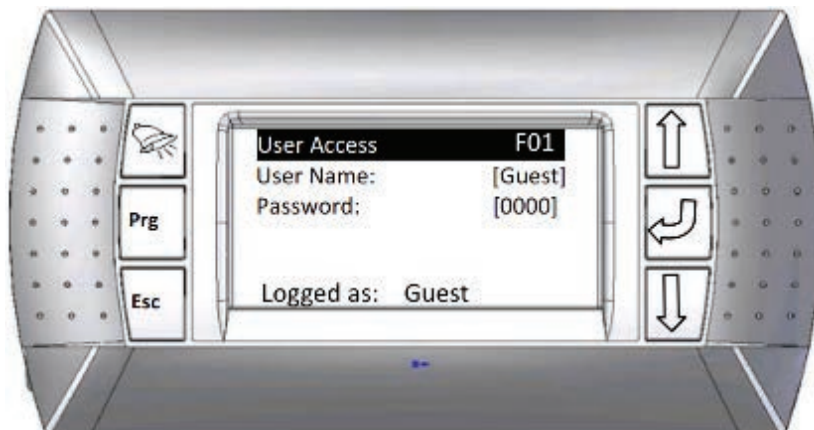 User Access F01
User Name: [Guest]
Password: [0000]
Prg
Esc
Logged as: Guest